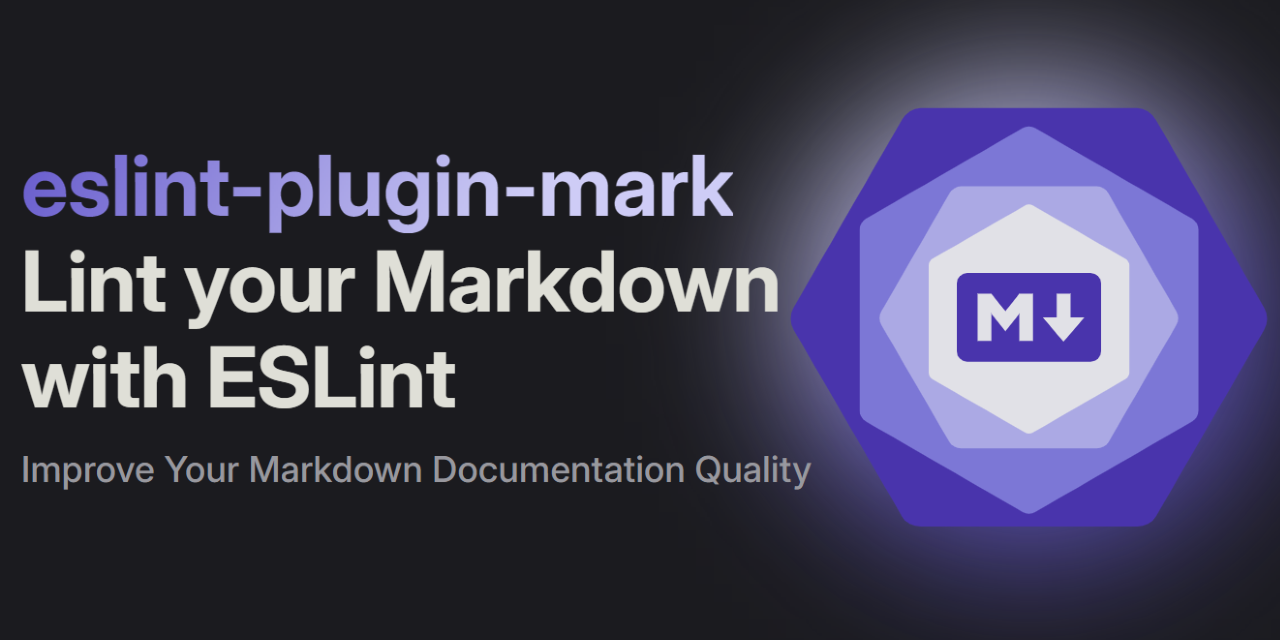 eslint-plugin-mark
Lint your Markdown
with ESLint
Improve Your Markdown Documentation Quality
M